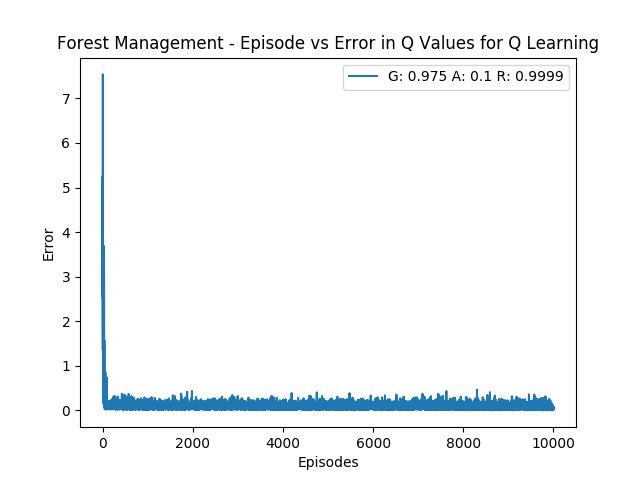 Forest Management - Episode vs Error in Q Values for Q Learning
G: 0.975 A: 0.1 R: 0.9999
7
6
5
4
3
2
1
0
Error
0 2000 4000 6000 8000 10000
Episodes